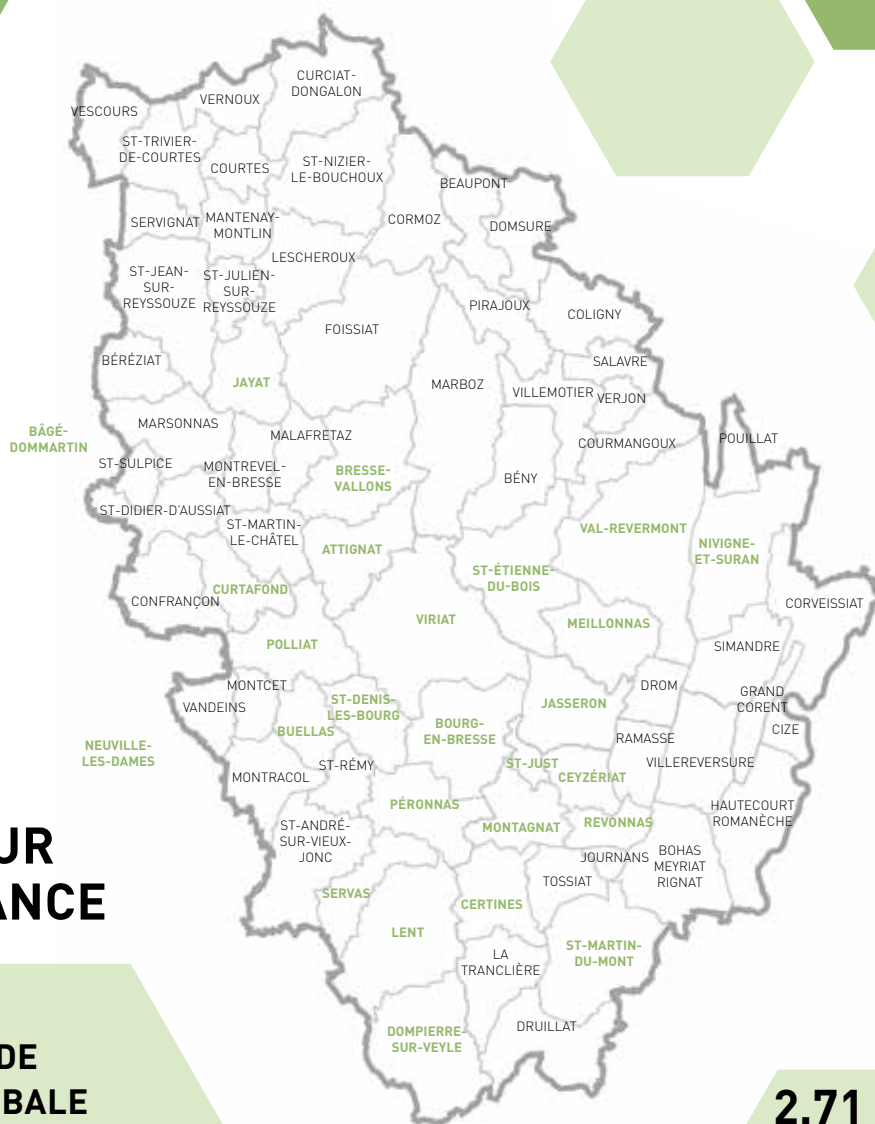 CURCIAT-
DONGALON
VERNOUX
VESCOURS
ST-TRIVIER-
DE-COURTES
COURTES
ST-NIZIER-
LE-BOUCHOUX
BEAUPONT
SERVIGNAT
MANTENAY-
MONTLIN
CORMOZ
DOMSURE
LESCHEROUX
ST-JEAN-
SUR-
REYSSOUZE
ST-JULIEN-
SUR-
REYSSOUZE
PIRAJOUX
COLIGNY
FOISSIAT
BÉRÉZIAT
SALAVRE
JAYAT
MARBOZ
VILLEMOTIER
VERJON
MARSONNAS
BÂGÉ-
DOMMARTIN
MALAFRETAZ
COURMANGOUX
POUILLAT
ST-SULPICE
MONTREVEL-
EN-BRESSE
BRESSE-
VALLONS
BÉNY
ST-DIDIER-D'AUSSIAT
ST-MARTIN-
LE-CHÂTEL
VAL-REVERMONT
ATTIGNAT
NIVIGNE-
ET-SURAN
ST-ÉTIENNE-
DU-BOIS
CURTAFOND
CONFRANÇON
CORVEISSIAT
VIRIAT
MEILLONNAS
POLLIAT
SIMANDRE
MONTCET
DROM
VANDEINS
ST-DENIS-
LES-BOURG
JASSERON
GRAND
CORENT
BUELLAS
BOURG-
EN-BRESSE
CIZE
RAMASSE
NEUVILLE-
LES-DAMES
ST-RÉMY
ST-JUST
VILLEREVERSURE
MONTRACOL
CEYZÉRIAT
PÉRONNAS
HAUTECOURT
ROMANÈCHE
ST-ANDRÉ-
SUR-VIEUX-
JONC
MONTAGNAT
REVONNAS
UR
ANCE
JOURNANS
BOHAS
MEYRIAT
RIGNAT
TOSSIAT
SERVAS
CERTINES
LENT
ST-MARTIN-
DU-MONT
LA
TRANCLIÈRE
DOMPIERRE-
SUR-VEYLE
DRUILLAT
DE
BALE
2.71